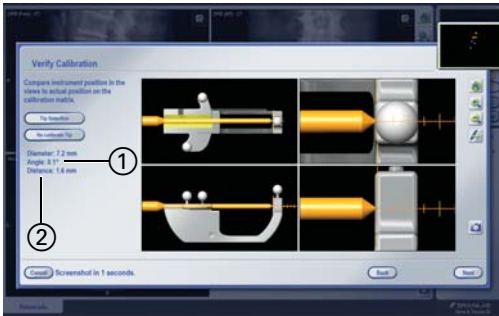 Verify Calibration
Compare instrument position in the
views to actual position on the
calibration matrix.
Tip Selection
Re-calibrate Tip
Diameter: 7.2 mm
Angle: 0.1°
Distance: 1.6 mm
1
2
Cancel
Screenshot in 1 seconds.
Back
Next
BRAINLAB